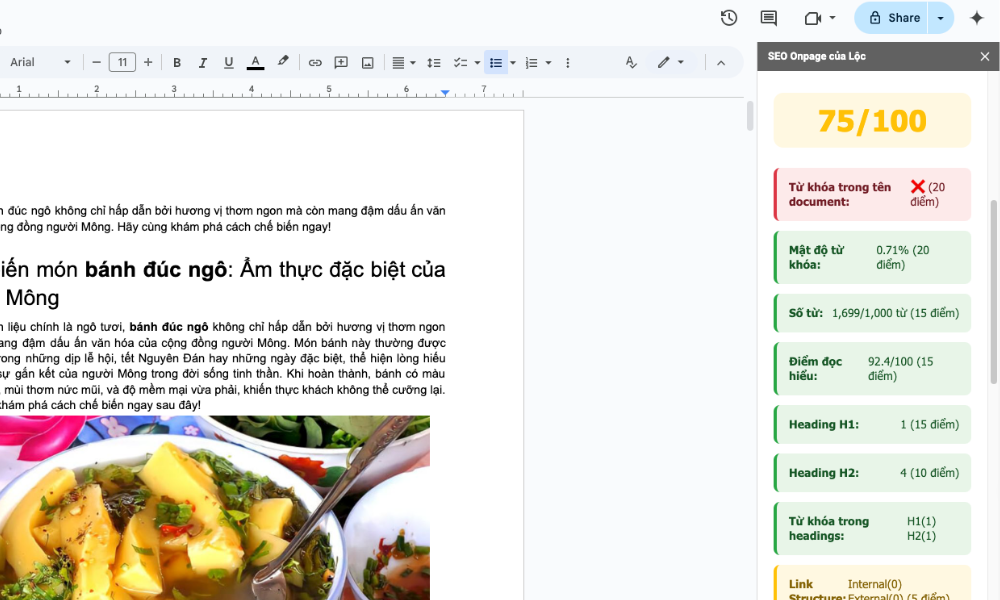 Share
Arial
11
B I U A
1 2 3 4 5 6 7
SEO Onpage của Lộc
75/100
Từ khóa trong tên document: ❌ (20 điểm)
Mật độ từ khóa: 0.71% (20 điểm)
Số từ: 1,699/1,000 từ (15 điểm)
Điểm đọc hiểu: 92.4/100 (15 điểm)
Heading H1: 1 (15 điểm)
Heading H2: 4 (10 điểm)
Từ khóa trong headings: H1(1) H2(1)
Link Structure: Internal(0) External(0) (5 điểm)
đúc ngô không chỉ hấp dẫn bởi hương vị thơm ngon mà còn mang đậm dấu ấn văn
đồng người Mông. Hãy cùng khám phá cách chế biến ngay!
món bánh đúc ngô: Ẩm thực đặc biệt của
Mông
liệu chính là ngô tươi, bánh đúc ngô không chỉ hấp dẫn bởi hương vị thơm ngon
đậm dấu ấn văn hóa của cộng đồng người Mông. Món bánh này thường được
những dịp lễ hội, tết Nguyên Đán hay những ngày đặc biệt, thể hiện lòng hiếu
sự gắn kết của người Mông trong đời sống tinh thần. Khi hoàn thành, bánh có màu
mùi thơm nức mũi, và độ mềm mại vừa phải, khiến thực khách không thể cưỡng lại.
khám phá cách chế biến ngay sau đây!